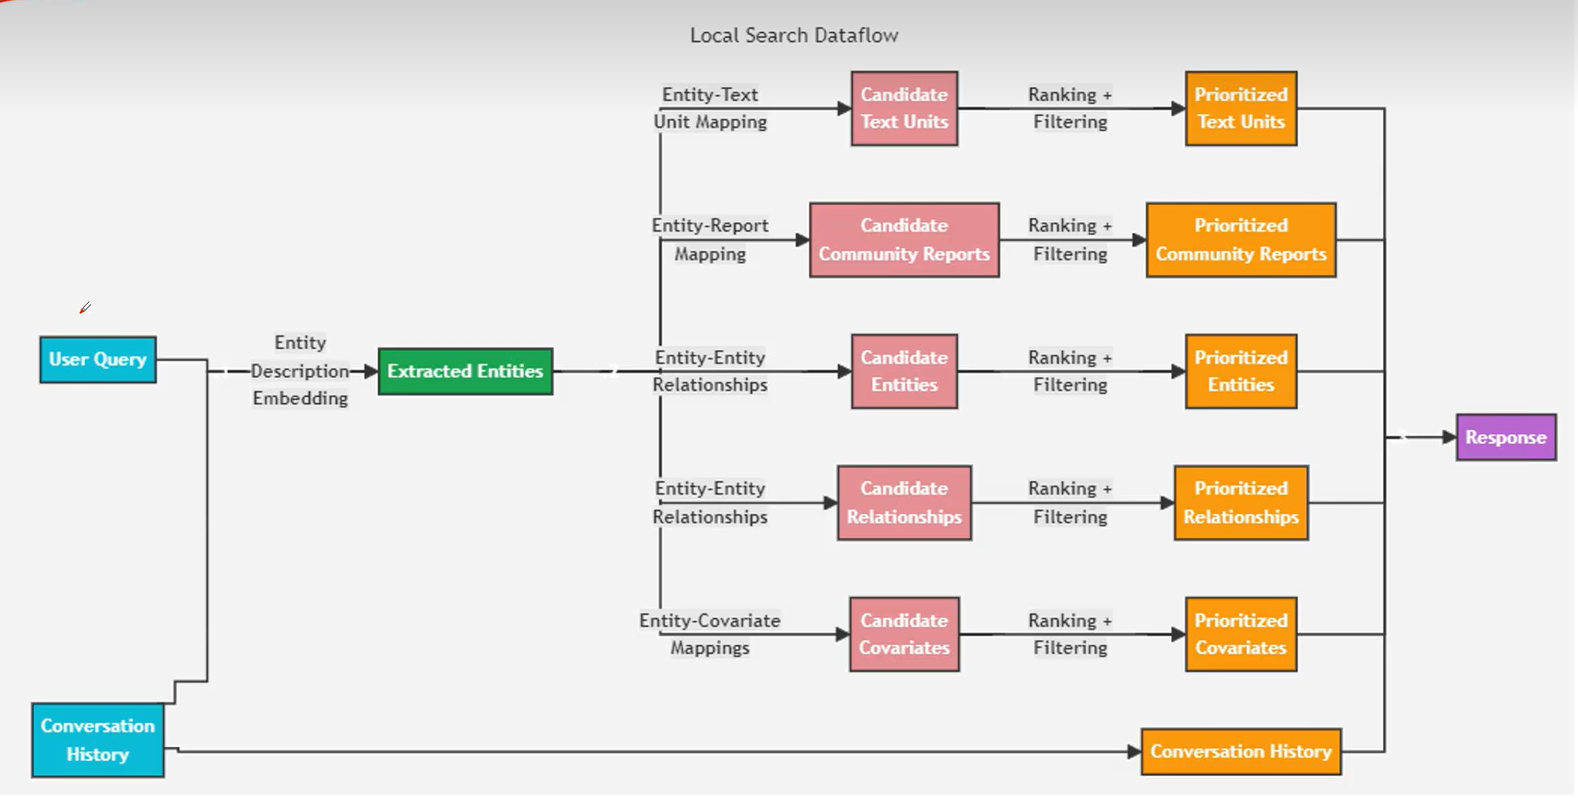 Local Search Dataflow
Entity-Text
Unit Mapping
Candidate
Text Units
Ranking +
Filtering
Prioritized
Text Units
Entity-Report
Mapping
Candidate
Community Reports
Ranking +
Filtering
Prioritized
Community Reports
User Query
Entity
Description
Embedding
Extracted Entities
Entity-Entity
Relationships
Candidate
Entities
Ranking +
Filtering
Prioritized
Entities
Response
Entity-Entity
Relationships
Candidate
Relationships
Ranking +
Filtering
Prioritized
Relationships
Entity-Covariate
Mappings
Candidate
Covariates
Ranking +
Filtering
Prioritized
Covariates
Conversation
History
Conversation History